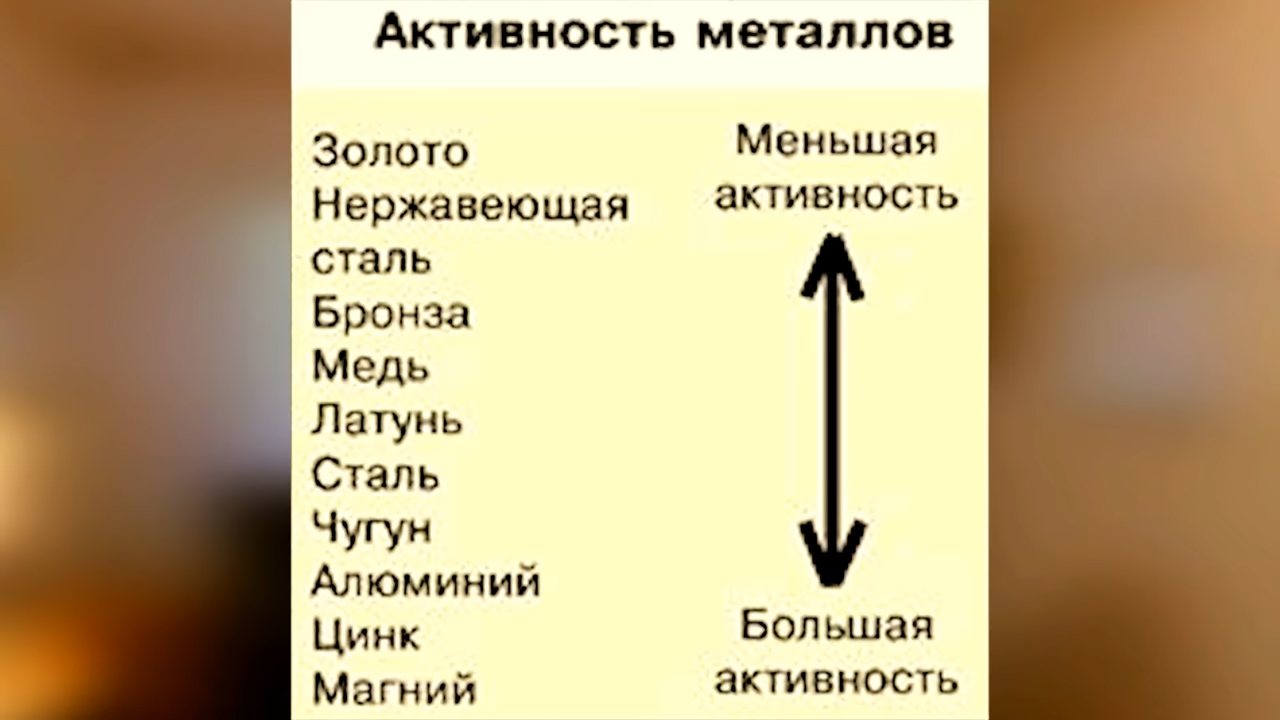 Активность металлов
Золото
Нержавеющая
сталь
Бронза
Медь
Латунь
Сталь
Чугун
Алюминий
Цинк
Магний
Меньшая
активность
Большая
активность